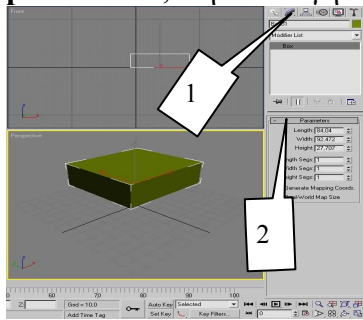 Front
Modifier List
Box
1
Perspective
Parameters
Length: 84,04
Width: 92,472
Height: 27,707
Length Segs: 1
Width Segs: 1
Height Segs: 1
Generate Mapping Coords.
Real-World Map Size
2
50 60 70 80 90 100
Z: Grid = 10,0
Auto Key Selected
Add Time Tag Set Key Key Filters... 0